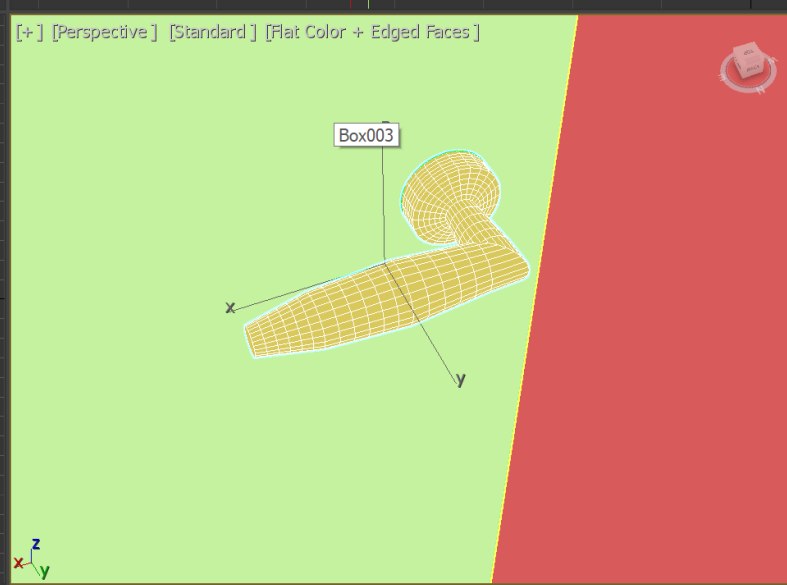 [+] [Perspective] [Standard] [Flat Color + Edged Faces]
Box003
x
y
z
x
y